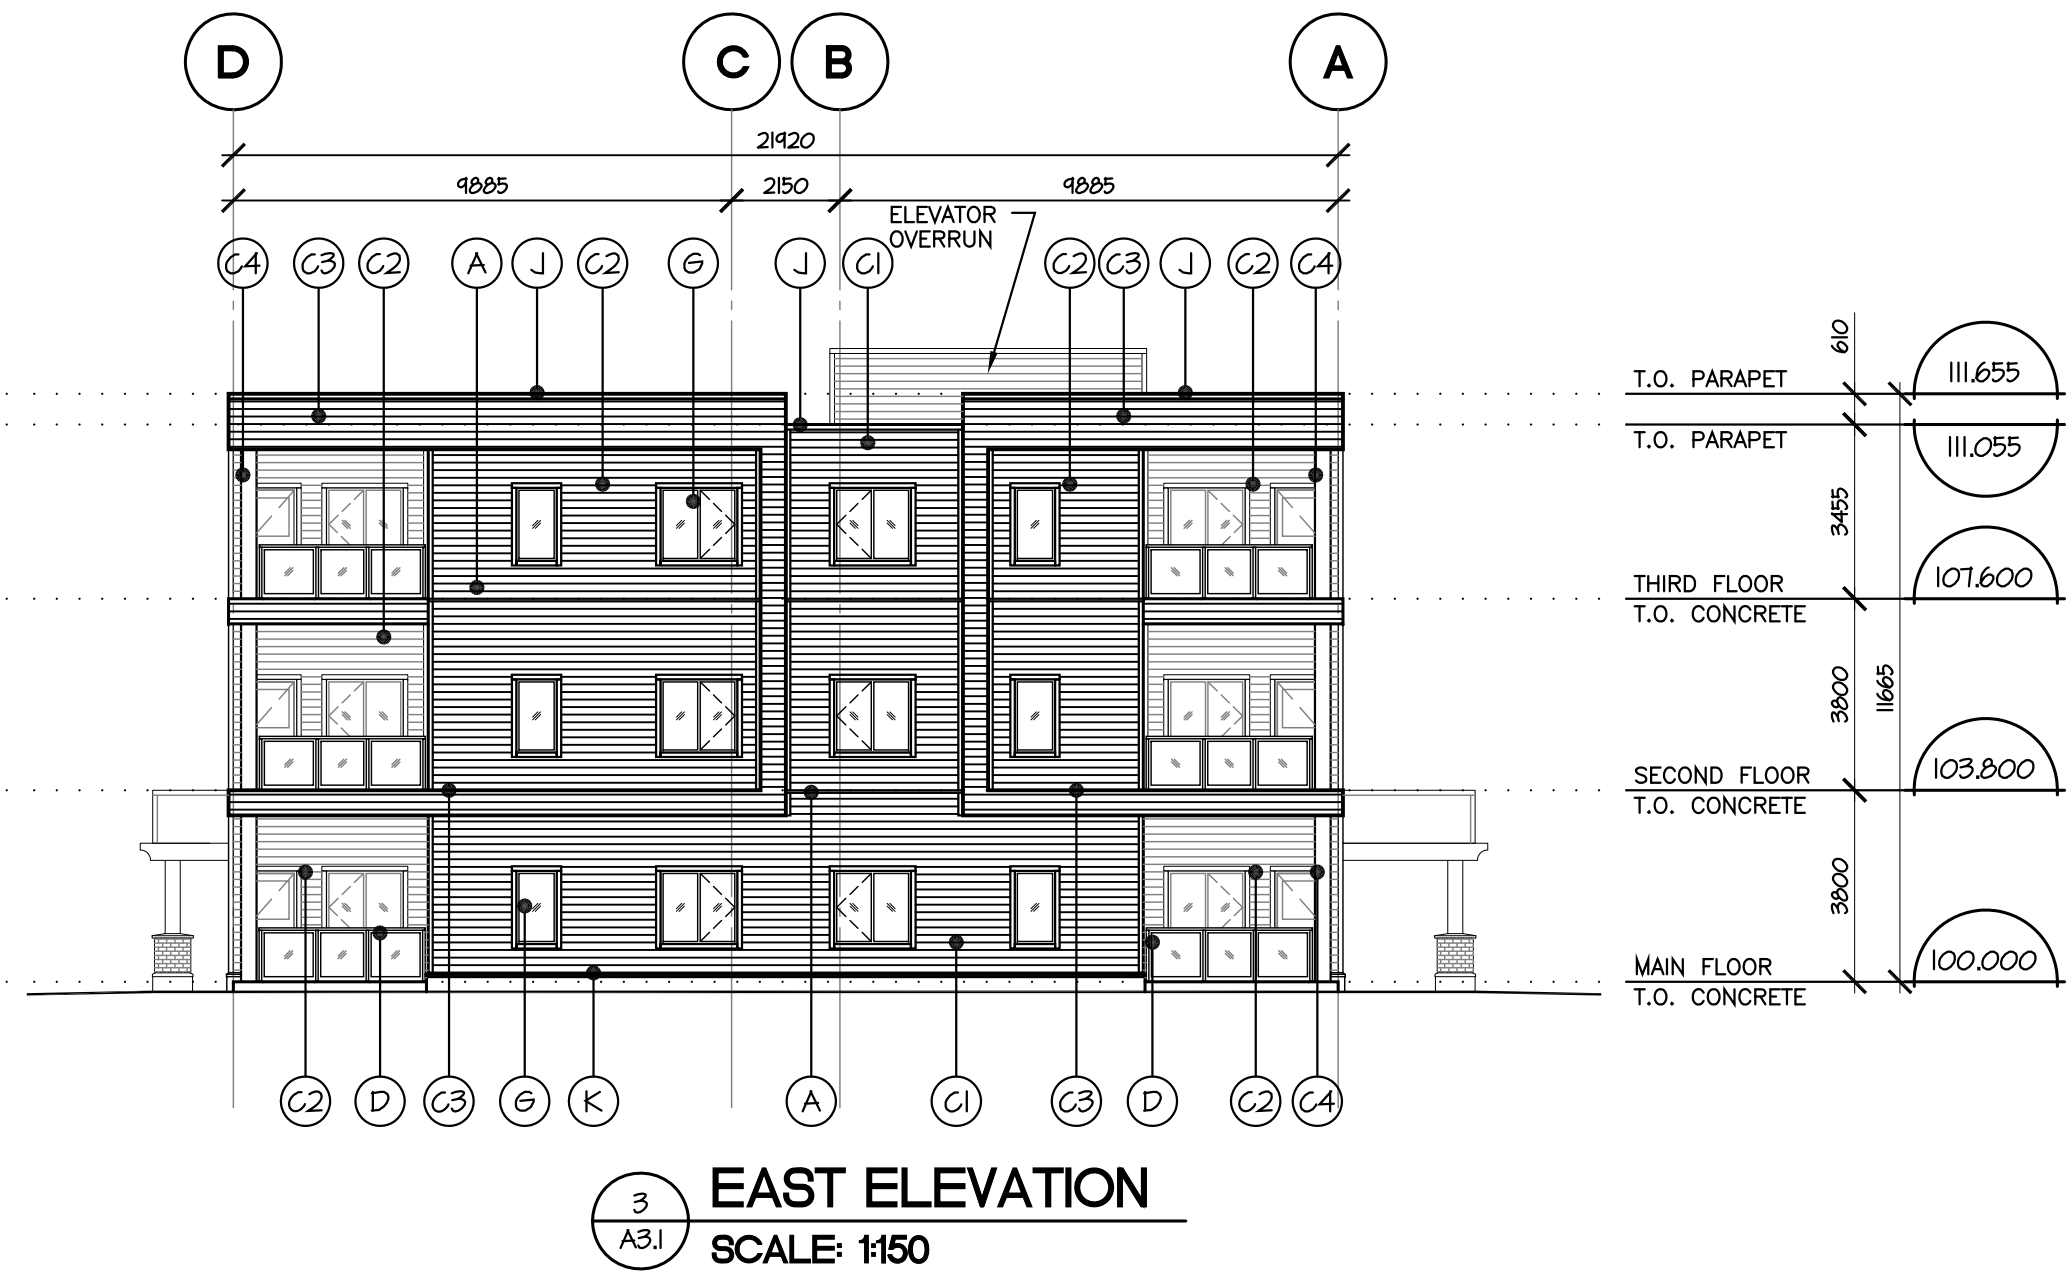 D C B A
21920
9885 2150 9885
ELEVATOR
OVERRUN
C4 C3 C2 A J C2 G J C1 C2 C3 J C2 C4
610
T.O. PARAPET 111.655
T.O. PARAPET 111.055
3455
THIRD FLOOR 107.600
T.O. CONCRETE
3800
11665
SECOND FLOOR 103.800
T.O. CONCRETE
3800
MAIN FLOOR 100.000
T.O. CONCRETE
C2 D C3 G K A C1 C3 D C2 C4
3 EAST ELEVATION
A3.1 SCALE: 1:150